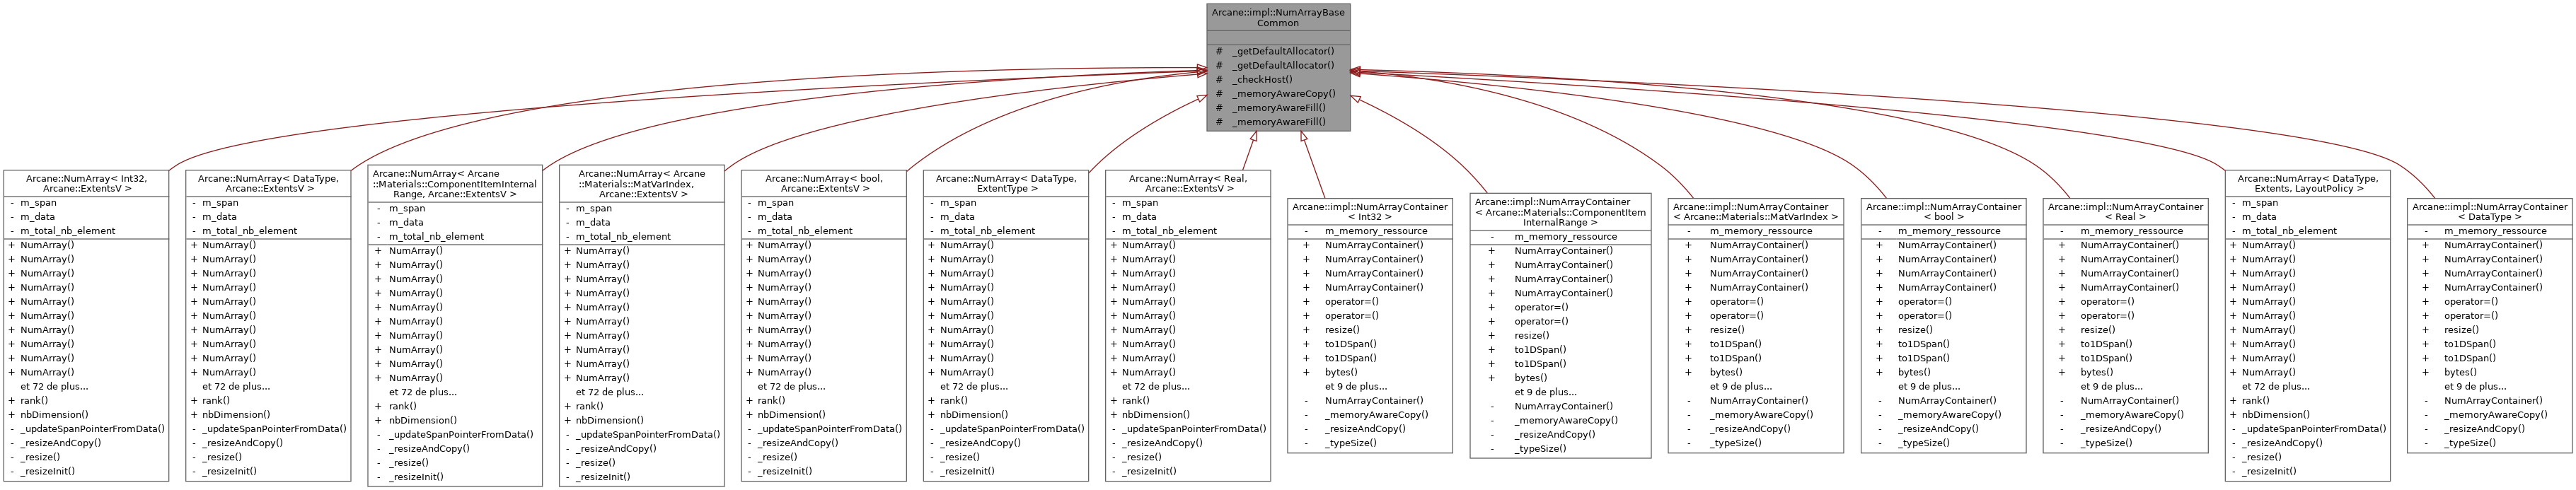 Arcane::impl::NumArrayBase
Common
# _getDefaultAllocator()
# _getDefaultAllocator()
# _checkHost()
# _memoryAwareCopy()
# _memoryAwareFill()
# _memoryAwareFill()
Arcane::NumArray< Int32,
Arcane::ExtentsV >
- m_span
- m_data
- m_total_nb_element
+ NumArray()
+ NumArray()
+ NumArray()
+ NumArray()
+ NumArray()
+ NumArray()
+ NumArray()
+ NumArray()
+ NumArray()
+ NumArray()
et 72 de plus...
+ rank()
+ nbDimension()
- _updateSpanPointerFromData()
- _resizeAndCopy()
- _resize()
- _resizeInit()
Arcane::NumArray< DataType,
Arcane::ExtentsV >
- m_span
- m_data
- m_total_nb_element
+ NumArray()
+ NumArray()
+ NumArray()
+ NumArray()
+ NumArray()
+ NumArray()
+ NumArray()
+ NumArray()
+ NumArray()
+ NumArray()
et 72 de plus...
+ rank()
+ nbDimension()
- _updateSpanPointerFromData()
- _resizeAndCopy()
- _resize()
- _resizeInit()
Arcane::NumArray< Arcane
::Materials::ComponentItemInternal
Range, Arcane::ExtentsV >
- m_span
- m_data
- m_total_nb_element
+ NumArray()
+ NumArray()
+ NumArray()
+ NumArray()
+ NumArray()
+ NumArray()
+ NumArray()
+ NumArray()
+ NumArray()
+ NumArray()
et 72 de plus...
+ rank()
+ nbDimension()
- _updateSpanPointerFromData()
- _resizeAndCopy()
- _resize()
- _resizeInit()
Arcane::NumArray< Arcane
::Materials::MatVarIndex,
Arcane::ExtentsV >
- m_span
- m_data
- m_total_nb_element
+ NumArray()
+ NumArray()
+ NumArray()
+ NumArray()
+ NumArray()
+ NumArray()
+ NumArray()
+ NumArray()
+ NumArray()
+ NumArray()
et 72 de plus...
+ rank()
+ nbDimension()
- _updateSpanPointerFromData()
- _resizeAndCopy()
- _resize()
- _resizeInit()
Arcane::NumArray< bool,
Arcane::ExtentsV >
- m_span
- m_data
- m_total_nb_element
+ NumArray()
+ NumArray()
+ NumArray()
+ NumArray()
+ NumArray()
+ NumArray()
+ NumArray()
+ NumArray()
+ NumArray()
+ NumArray()
et 72 de plus...
+ rank()
+ nbDimension()
- _updateSpanPointerFromData()
- _resizeAndCopy()
- _resize()
- _resizeInit()
Arcane::NumArray< DataType,
ExtentType >
- m_span
- m_data
- m_total_nb_element
+ NumArray()
+ NumArray()
+ NumArray()
+ NumArray()
+ NumArray()
+ NumArray()
+ NumArray()
+ NumArray()
+ NumArray()
+ NumArray()
et 72 de plus...
+ rank()
+ nbDimension()
- _updateSpanPointerFromData()
- _resizeAndCopy()
- _resize()
- _resizeInit()
Arcane::NumArray< Real,
Arcane::ExtentsV >
- m_span
- m_data
- m_total_nb_element
+ NumArray()
+ NumArray()
+ NumArray()
+ NumArray()
+ NumArray()
+ NumArray()
+ NumArray()
+ NumArray()
+ NumArray()
+ NumArray()
et 72 de plus...
+ rank()
+ nbDimension()
- _updateSpanPointerFromData()
- _resizeAndCopy()
- _resize()
- _resizeInit()
Arcane::impl::NumArrayContainer
< Int32 >
- m_memory_ressource
+ NumArrayContainer()
+ NumArrayContainer()
+ NumArrayContainer()
+ NumArrayContainer()
+ operator=()
+ operator=()
+ resize()
+ to1DSpan()
+ to1DSpan()
+ bytes()
et 9 de plus...
- NumArrayContainer()
- _memoryAwareCopy()
- _resizeAndCopy()
- _typeSize()
Arcane::impl::NumArrayContainer
< Arcane::Materials::ComponentItem
InternalRange >
- m_memory_ressource
+ NumArrayContainer()
+ NumArrayContainer()
+ NumArrayContainer()
+ NumArrayContainer()
+ operator=()
+ operator=()
+ resize()
+ to1DSpan()
+ to1DSpan()
+ bytes()
et 9 de plus...
- NumArrayContainer()
- _memoryAwareCopy()
- _resizeAndCopy()
- _typeSize()
Arcane::impl::NumArrayContainer
< Arcane::Materials::MatVarIndex >
- m_memory_ressource
+ NumArrayContainer()
+ NumArrayContainer()
+ NumArrayContainer()
+ NumArrayContainer()
+ operator=()
+ operator=()
+ resize()
+ to1DSpan()
+ to1DSpan()
+ bytes()
et 9 de plus...
- NumArrayContainer()
- _memoryAwareCopy()
- _resizeAndCopy()
- _typeSize()
Arcane::impl::NumArrayContainer
< bool >
- m_memory_ressource
+ NumArrayContainer()
+ NumArrayContainer()
+ NumArrayContainer()
+ NumArrayContainer()
+ operator=()
+ operator=()
+ resize()
+ to1DSpan()
+ to1DSpan()
+ bytes()
et 9 de plus...
- NumArrayContainer()
- _memoryAwareCopy()
- _resizeAndCopy()
- _typeSize()
Arcane::impl::NumArrayContainer
< Real >
- m_memory_ressource
+ NumArrayContainer()
+ NumArrayContainer()
+ NumArrayContainer()
+ NumArrayContainer()
+ operator=()
+ operator=()
+ resize()
+ to1DSpan()
+ to1DSpan()
+ bytes()
et 9 de plus...
- NumArrayContainer()
- _memoryAwareCopy()
- _resizeAndCopy()
- _typeSize()
Arcane::NumArray< DataType,
Extents, LayoutPolicy >
- m_span
- m_data
- m_total_nb_element
+ NumArray()
+ NumArray()
+ NumArray()
+ NumArray()
+ NumArray()
+ NumArray()
+ NumArray()
+ NumArray()
+ NumArray()
+ NumArray()
et 72 de plus...
+ rank()
+ nbDimension()
- _updateSpanPointerFromData()
- _resizeAndCopy()
- _resize()
- _resizeInit()
Arcane::impl::NumArrayContainer
< DataType >
- m_memory_ressource
+ NumArrayContainer()
+ NumArrayContainer()
+ NumArrayContainer()
+ NumArrayContainer()
+ operator=()
+ operator=()
+ resize()
+ to1DSpan()
+ to1DSpan()
+ bytes()
et 9 de plus...
- NumArrayContainer()
- _memoryAwareCopy()
- _resizeAndCopy()
- _typeSize()